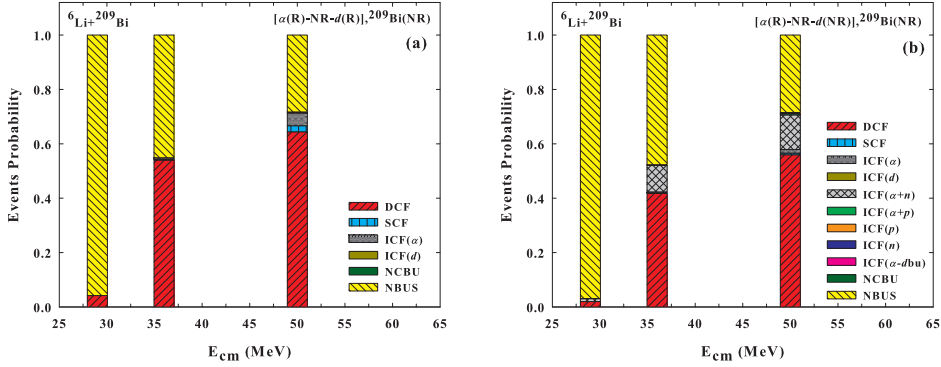 ⁶Li+²⁰⁹Bi [α(R)-NR-d(R)],²⁰⁹Bi(NR)
(a)
Events Probability
1.0
0.8
0.6
0.4
0.2
0.0
DCF
SCF
ICF(α)
ICF(d)
NCBU
NBUS
25 30 35 40 45 50 55 60 65
E_cm (MeV)
⁶Li+²⁰⁹Bi [α(R)-NR-d(NR)],²⁰⁹Bi(NR)
(b)
Events Probability
1.0
0.8
0.6
0.4
0.2
0.0
DCF
SCF
ICF(α)
ICF(d)
ICF(α+n)
ICF(α+p)
ICF(p)
ICF(n)
ICF(α-dbu)
NCBU
NBUS
25 30 35 40 45 50 55 60 65
E_cm (MeV)